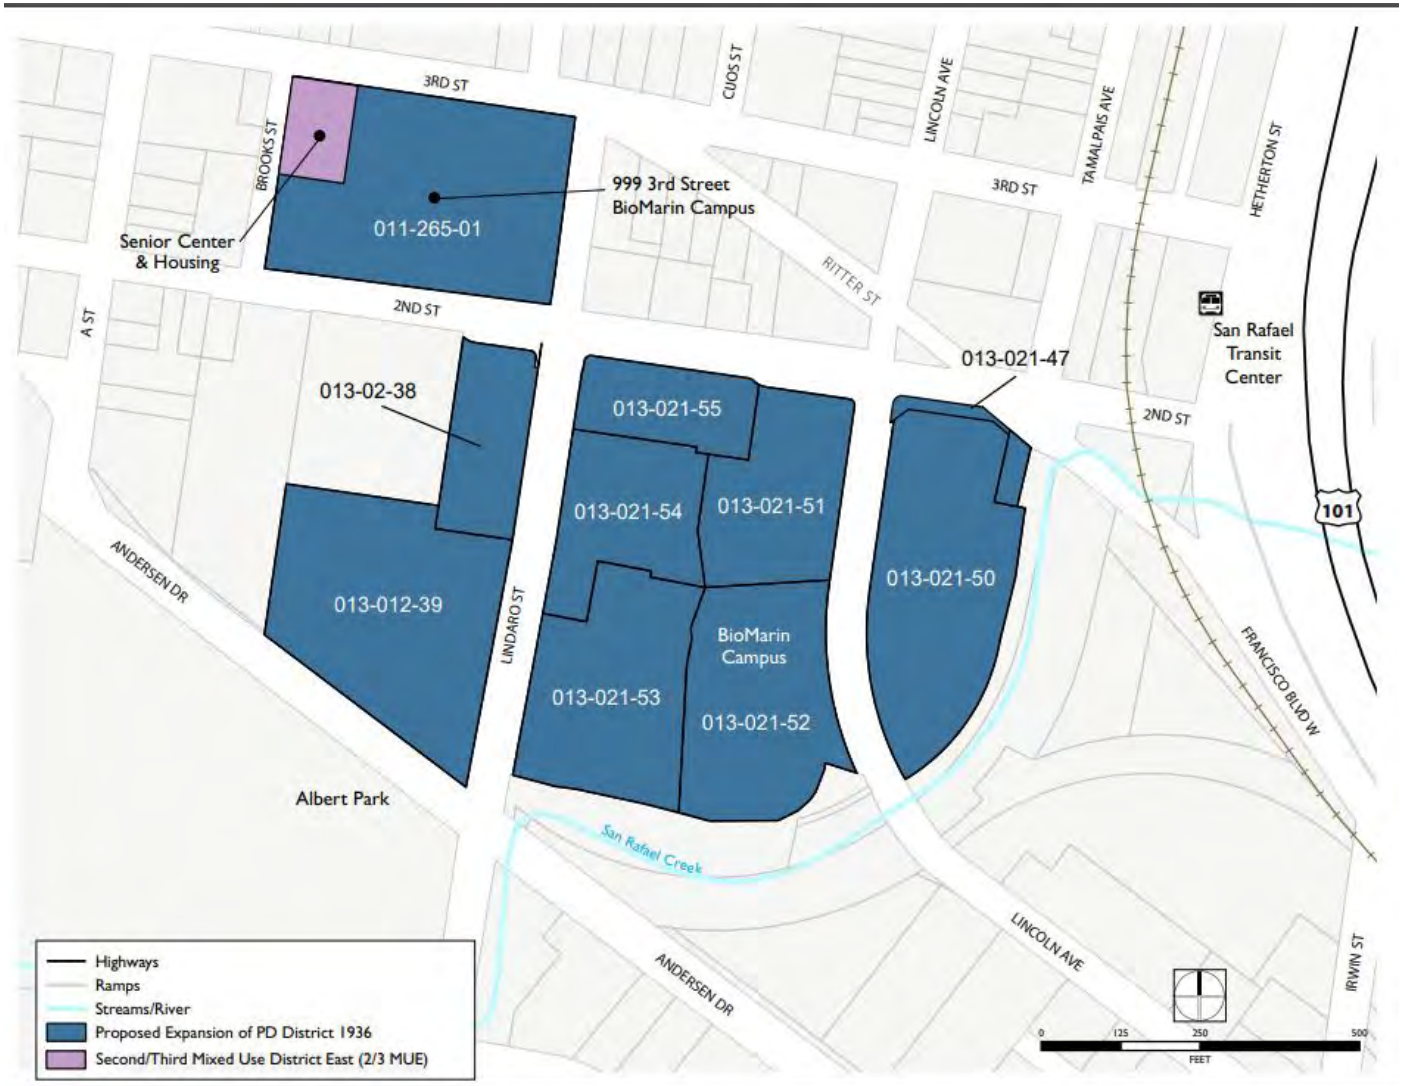 3RD ST
CIJOS ST
LINCOLN AVE
TAMALPAIS AVE
HETHERTON ST
BROOKS ST
3RD ST
999 3rd Street
BioMarin Campus
011-265-01
Senior Center
& Housing
RITTER ST
2ND ST
A ST
San Rafael
Transit
Center
013-021-47
013-02-38
013-021-55
2ND ST
013-021-54
013-021-51
101
ANDERSEN DR
013-012-39
LINDARO ST
013-021-50
BioMarin
Campus
FRANCISCO BLVD W
013-021-53
013-021-52
Albert Park
San Rafael Creek
LINCOLN AVE
ANDERSEN DR
IRWIN ST
Highways
Ramps
Streams/River
Proposed Expansion of PD District 1936
Second/Third Mixed Use District East (2/3 MUE)
0 125 250 500
FEET